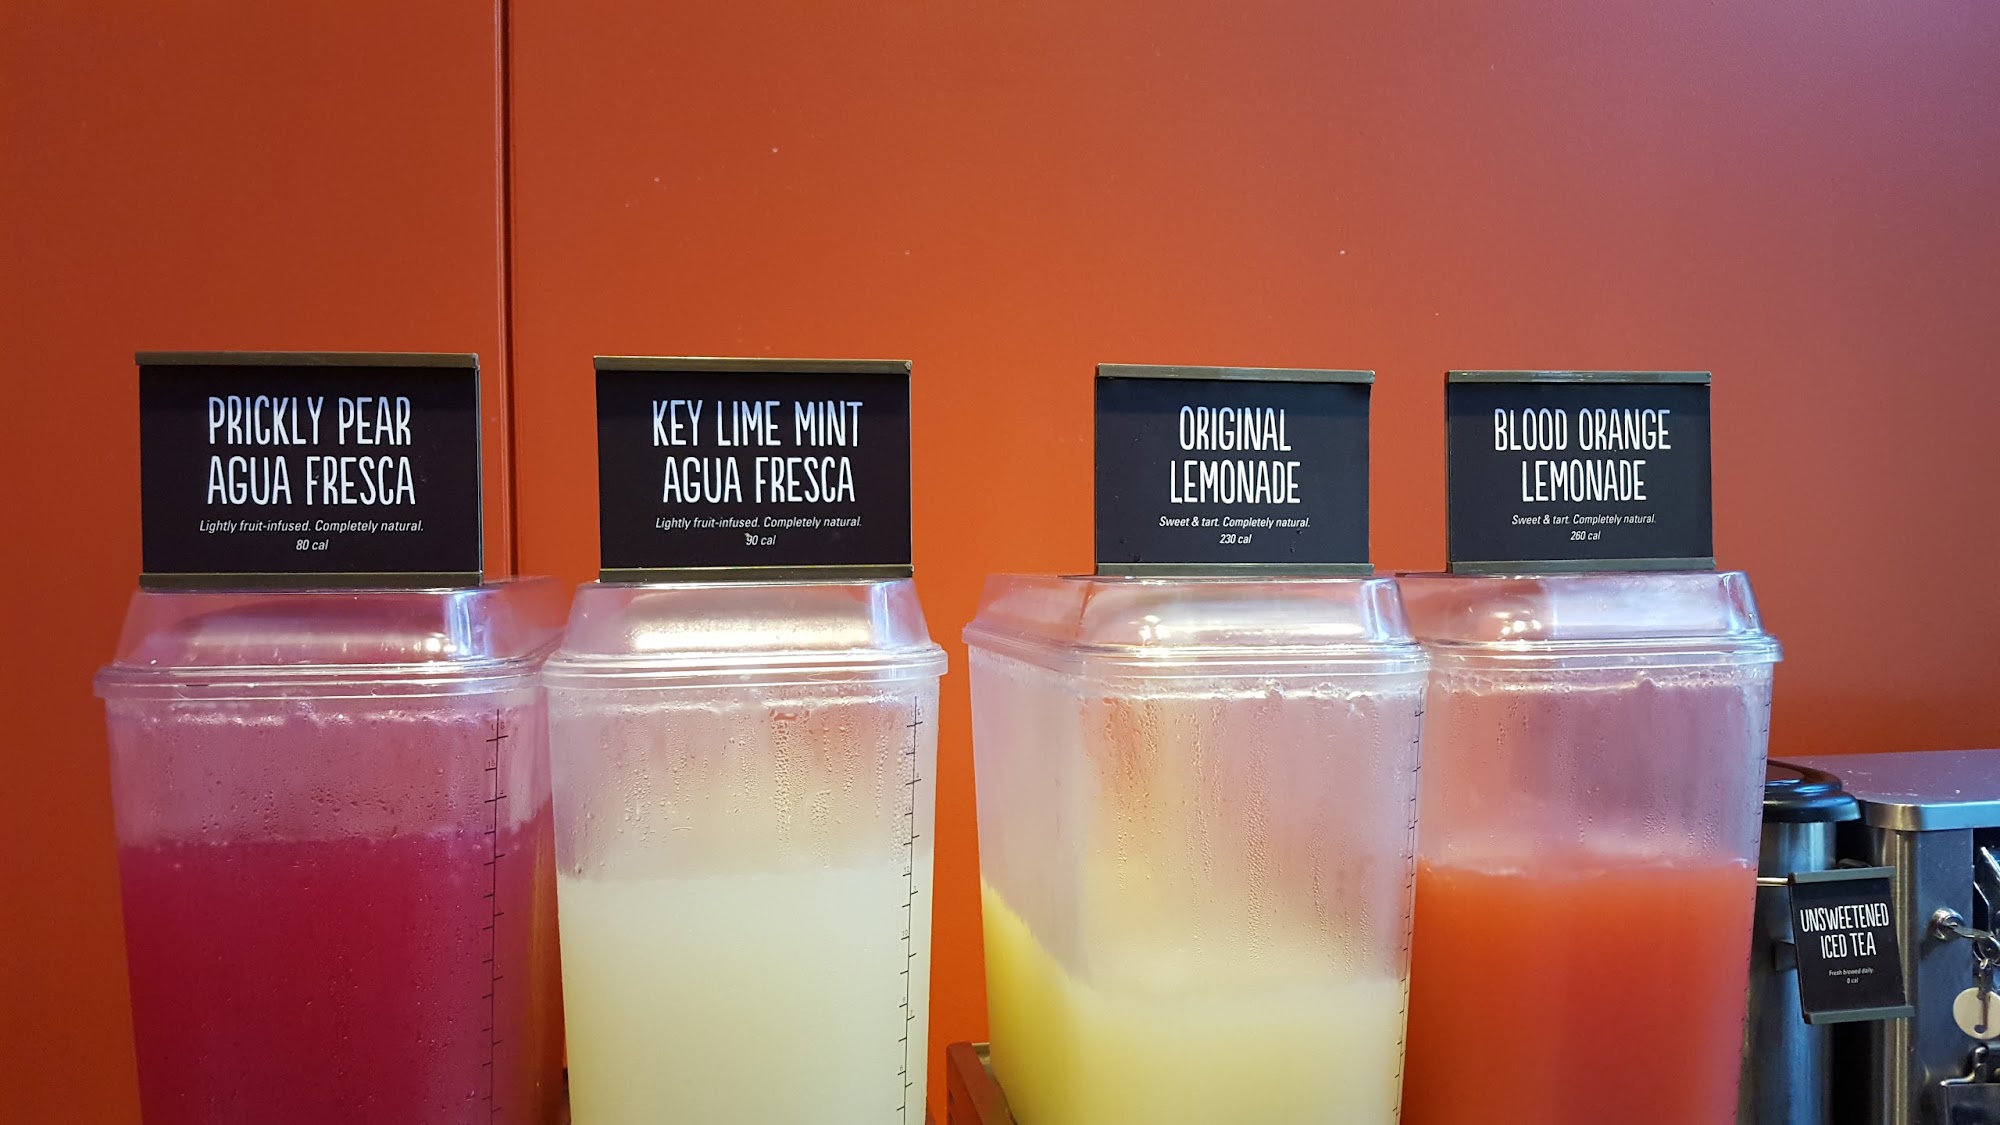 PRICKLY PEAR
AGUA FRESCA
Lightly fruit-infused. Completely natural.
80 cal
KEY LIME MINT
AGUA FRESCA
Lightly fruit-infused. Completely natural.
90 cal
ORIGINAL
LEMONADE
Sweet & tart. Completely natural.
230 cal
BLOOD ORANGE
LEMONADE
Sweet & tart. Completely natural.
260 cal
UNSWEETENED
ICED TEA
Fresh brewed daily.
0 cal